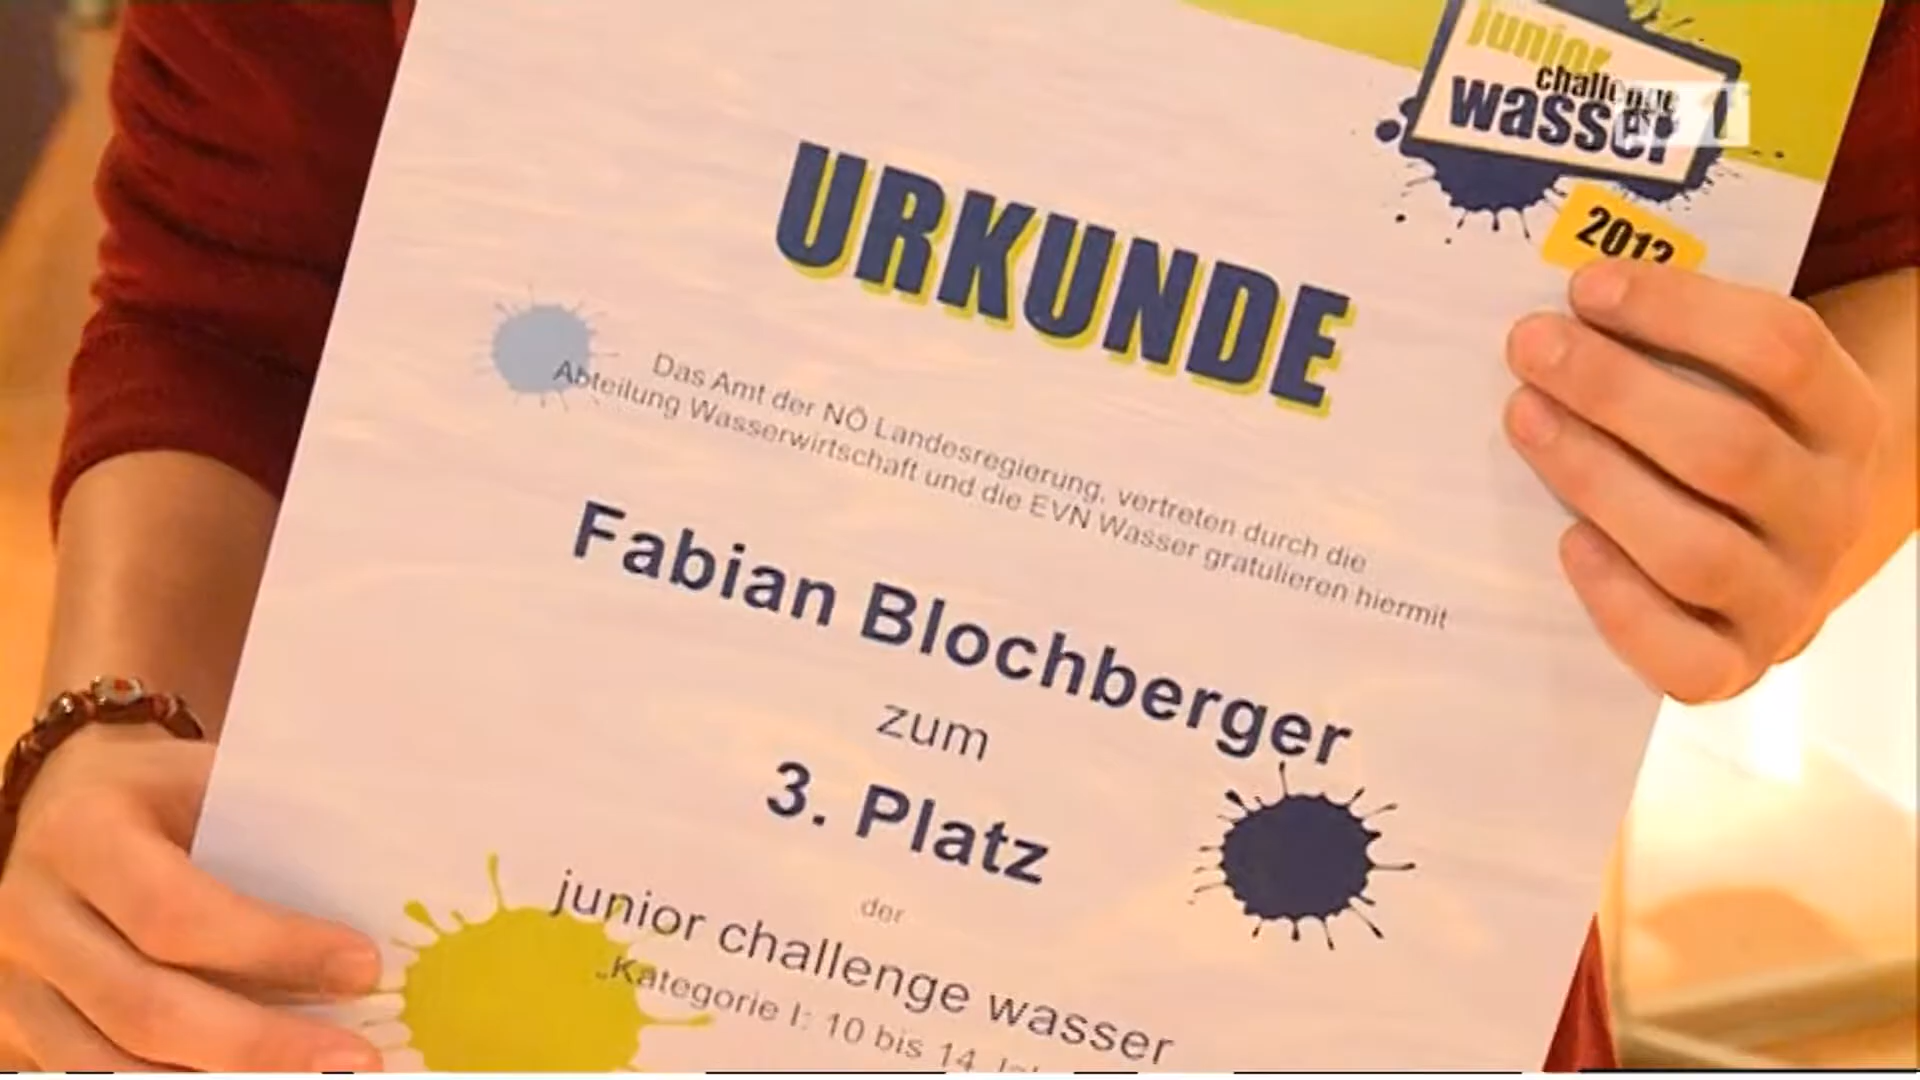 junior
challenge
wasser
URKUNDE
Das Amt der NÖ Landesregierung, vertreten durch die
Abteilung Wasserwirtschaft und die EVN Wasser gratulieren hiermit
Fabian Blochberger
zum
3. Platz
der
junior challenge wasser
„Kategorie I: 10 bis 14